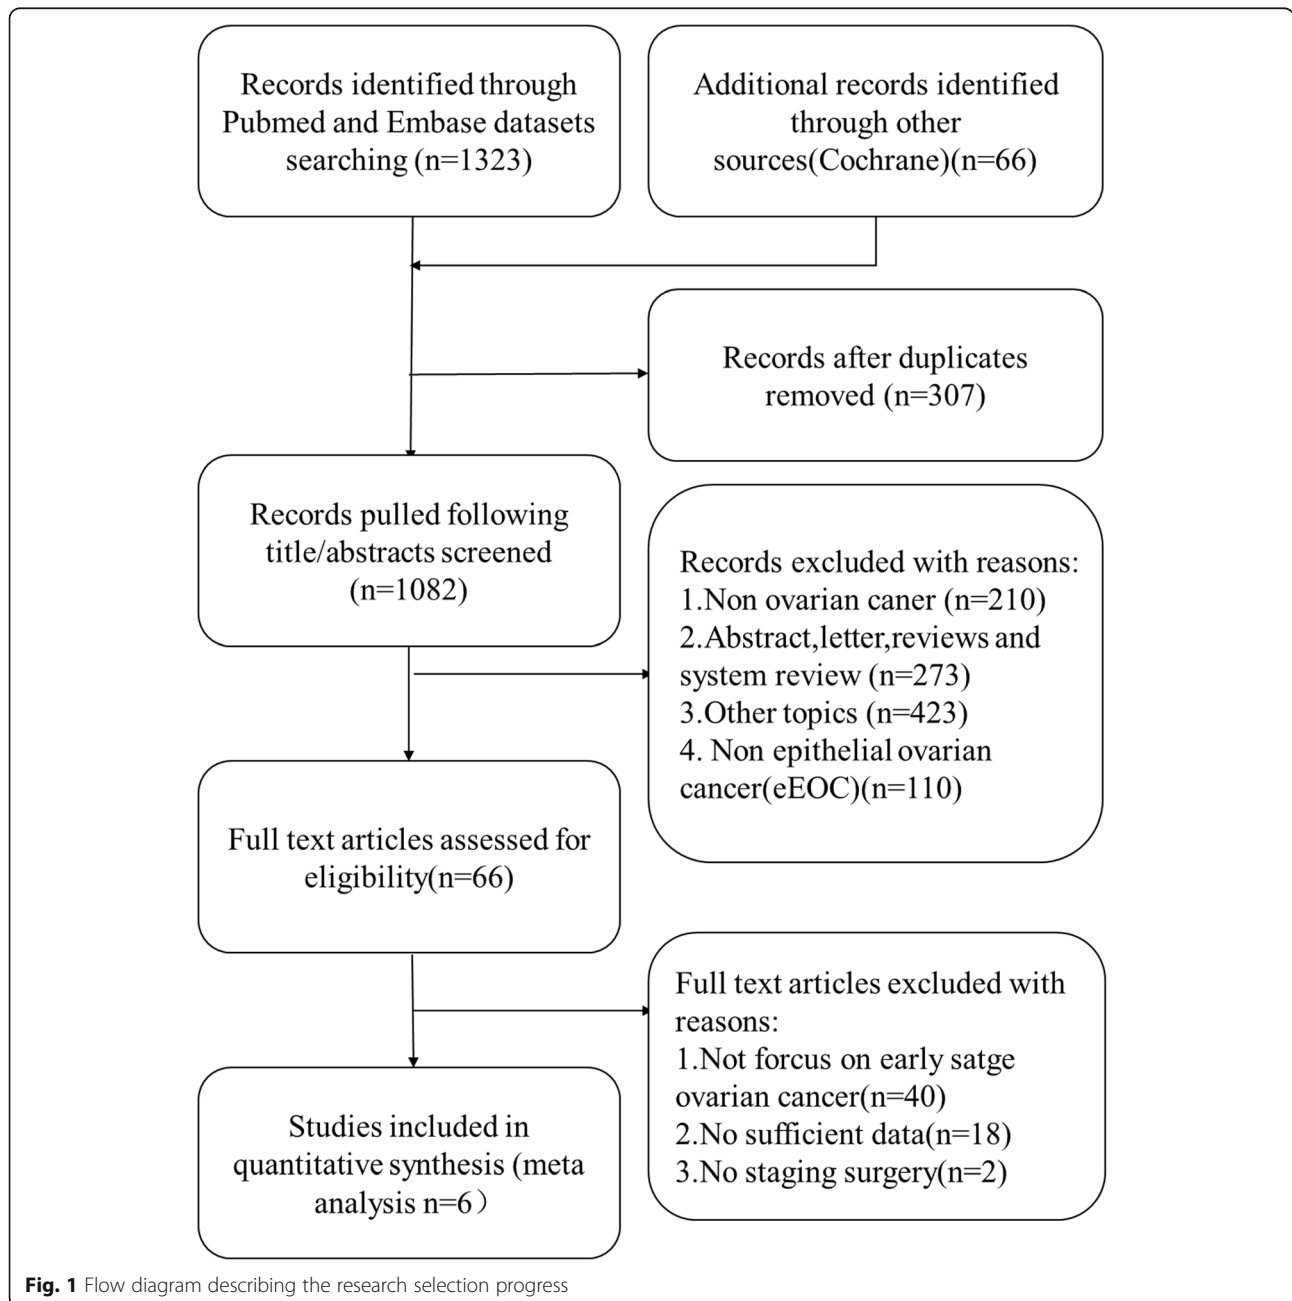 Records identified through
Pubmed and Embase datasets
searching (n=1323)
Additional records identified
through other
sources(Cochrane)(n=66)
Records after duplicates
removed (n=307)
Records pulled following
title/abstracts screened
(n=1082)
Records excluded with reasons:
1.Non ovarian caner (n=210)
2.Abstract,letter,reviews and
system review (n=273)
3.Other topics (n=423)
4. Non epithelial ovarian
cancer(eEOC)(n=110)
Full text articles assessed for
eligibility(n=66)
Full text articles excluded with
reasons:
1.Not forcus on early satge
ovarian cancer(n=40)
2.No sufficient data(n=18)
3.No staging surgery(n=2)
Studies included in
quantitative synthesis (meta
analysis n=6）
Fig. 1 Flow diagram describing the research selection progress